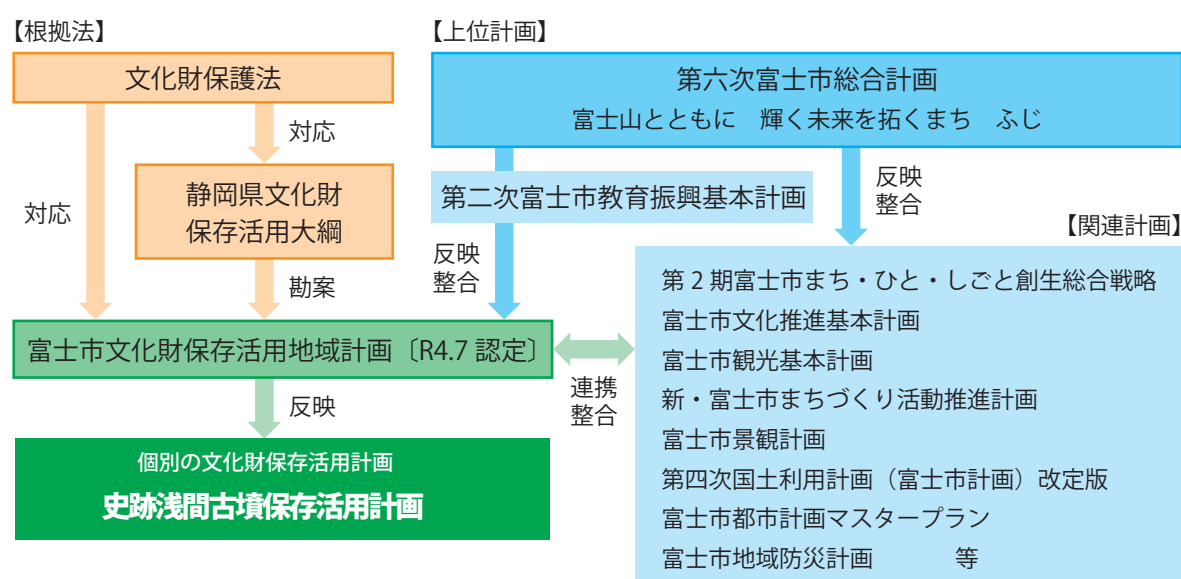 【根拠法】
文化財保護法
対応
対応
静岡県文化財
保存活用大綱
勘案
【上位計画】
第六次富士市総合計画
富士山とともに　輝く未来を拓くまち　ふじ
第二次富士市教育振興基本計画
反映
整合
反映
整合
富士市文化財保存活用地域計画〔R4.7 認定〕
連携
整合
反映
個別の文化財保存活用計画
史跡浅間古墳保存活用計画
【関連計画】
第 2 期富士市まち・ひと・しごと創生総合戦略
富士市文化推進基本計画
富士市観光基本計画
新・富士市まちづくり活動推進計画
富士市景観計画
第四次国土利用計画（富士市計画）改定版
富士市都市計画マスタープラン
富士市地域防災計画　　　等